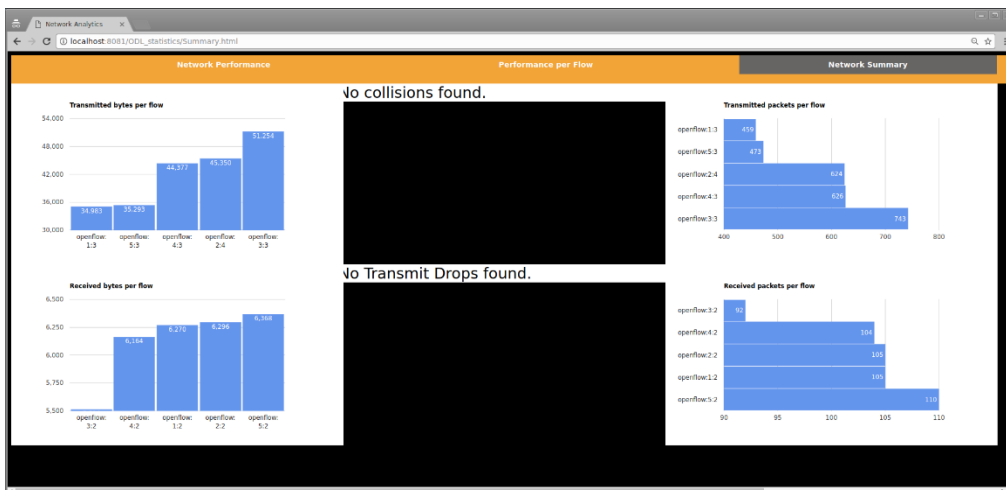 Network Analytics
localhost:8081/ODL_statistics/Summary.html
Network Performance
Performance per Flow
Network Summary
Transmitted bytes per flow
54,000
48,000
42,000
36,000
30,000
34,983
35,293
44,377
45,350
51,254
openflow:
1:3
openflow:
5:3
openflow:
4:3
openflow:
2:4
openflow:
3:3
No collisions found.
Transmitted packets per flow
openflow:1:3
459
openflow:5:3
473
openflow:2:4
624
openflow:4:3
626
openflow:3:3
743
400
500
600
700
800
Received bytes per flow
6,500
6,250
6,000
5,750
5,500
6,164
6,270
6,296
6,368
openflow:
3:2
openflow:
4:2
openflow:
1:2
openflow:
2:2
openflow:
5:2
No Transmit Drops found.
Received packets per flow
openflow:3:2
92
openflow:4:2
104
openflow:2:2
105
openflow:1:2
105
openflow:5:2
110
90
95
100
105
110